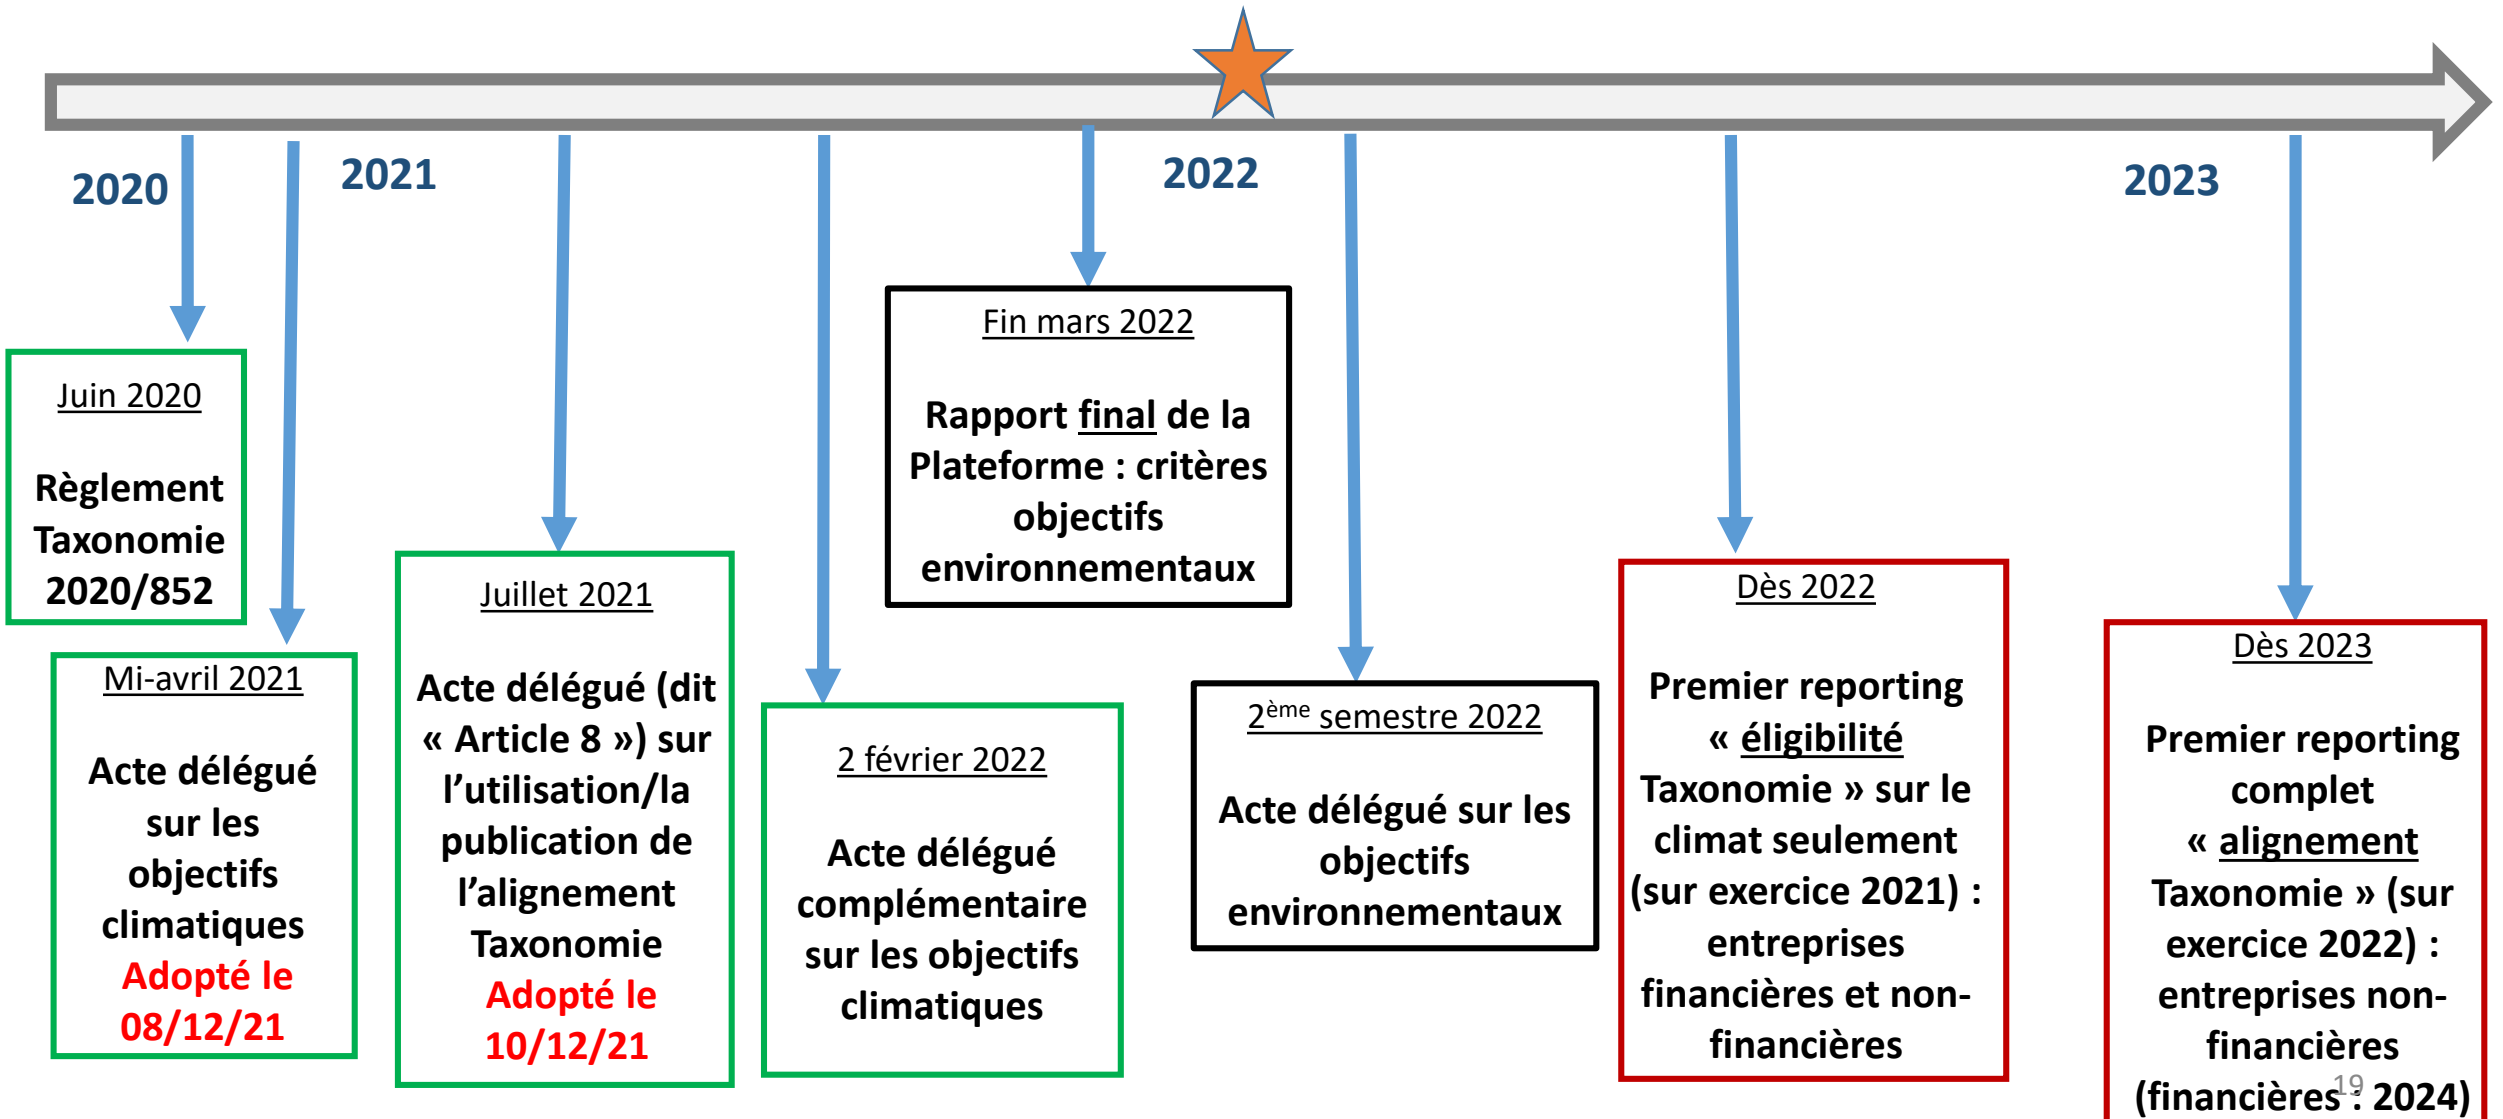 2020
2021
2022
2023
Juin 2020
Règlement
Taxonomie
2020/852
Mi-avril 2021
Acte délégué
sur les
objectifs
climatiques
Adopté le
08/12/21
Juillet 2021
Acte délégué (dit
« Article 8 ») sur
l’utilisation/la
publication de
l’alignement
Taxonomie
Adopté le
10/12/21
2 février 2022
Acte délégué
complémentaire
sur les objectifs
climatiques
Fin mars 2022
Rapport final de la
Plateforme : critères
objectifs
environnementaux
2ème semestre 2022
Acte délégué sur les
objectifs
environnementaux
Dès 2022
Premier reporting
« éligibilité
Taxonomie » sur le
climat seulement
(sur exercice 2021) :
entreprises
financières et non-
financières
Dès 2023
Premier reporting
complet
« alignement
Taxonomie » (sur
exercice 2022) :
entreprises non-
financières
(financières : 2024)
19